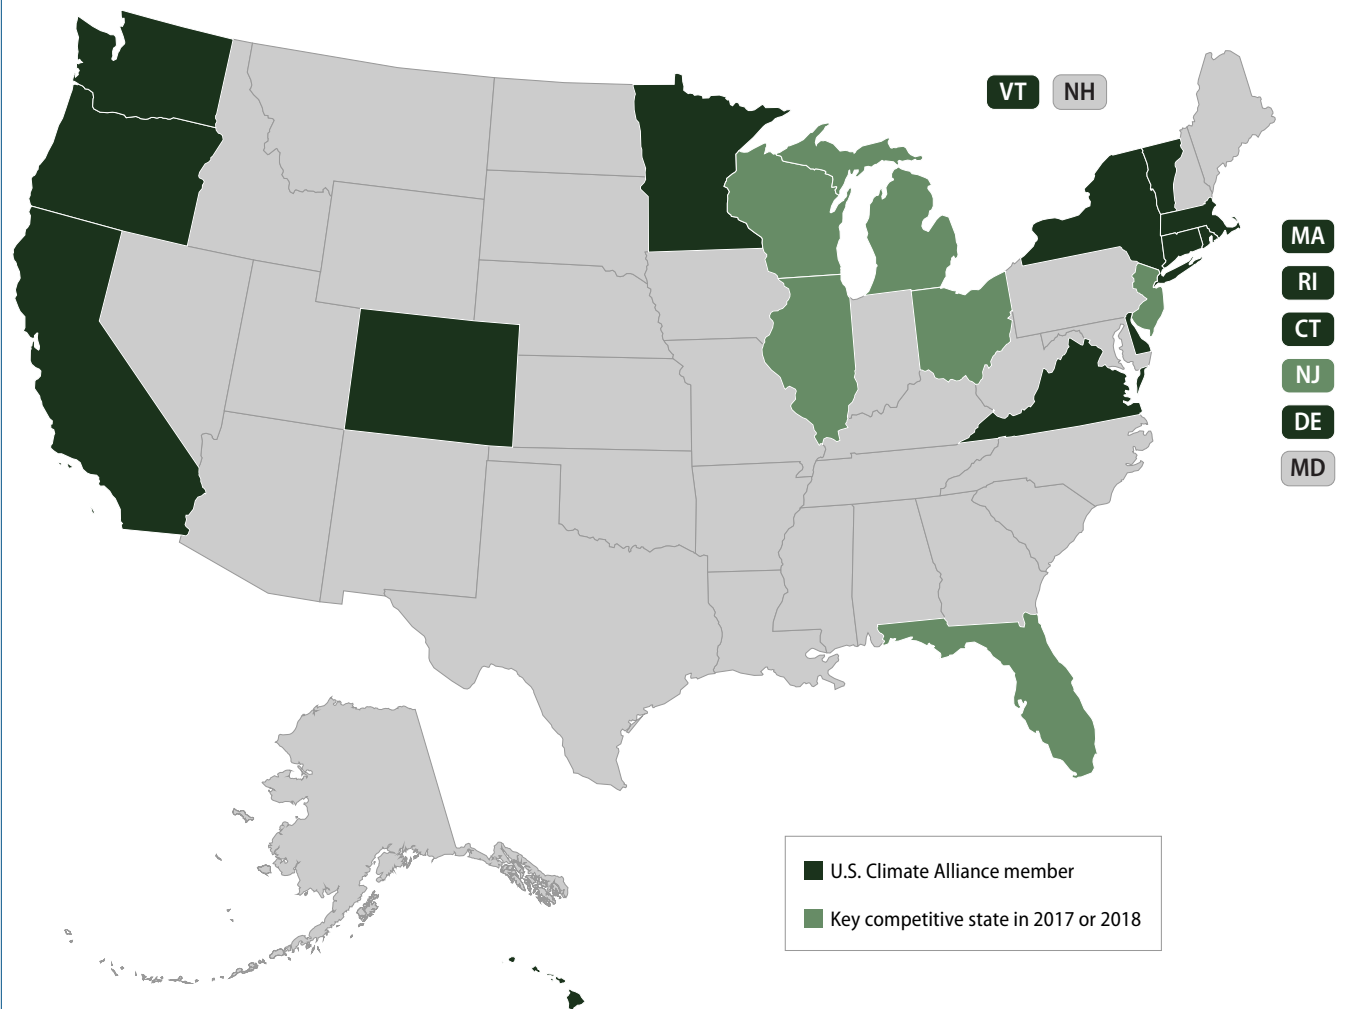 VT
NH
MA
RI
CT
NJ
DE
MD
U.S. Climate Alliance member
Key competitive state in 2017 or 2018